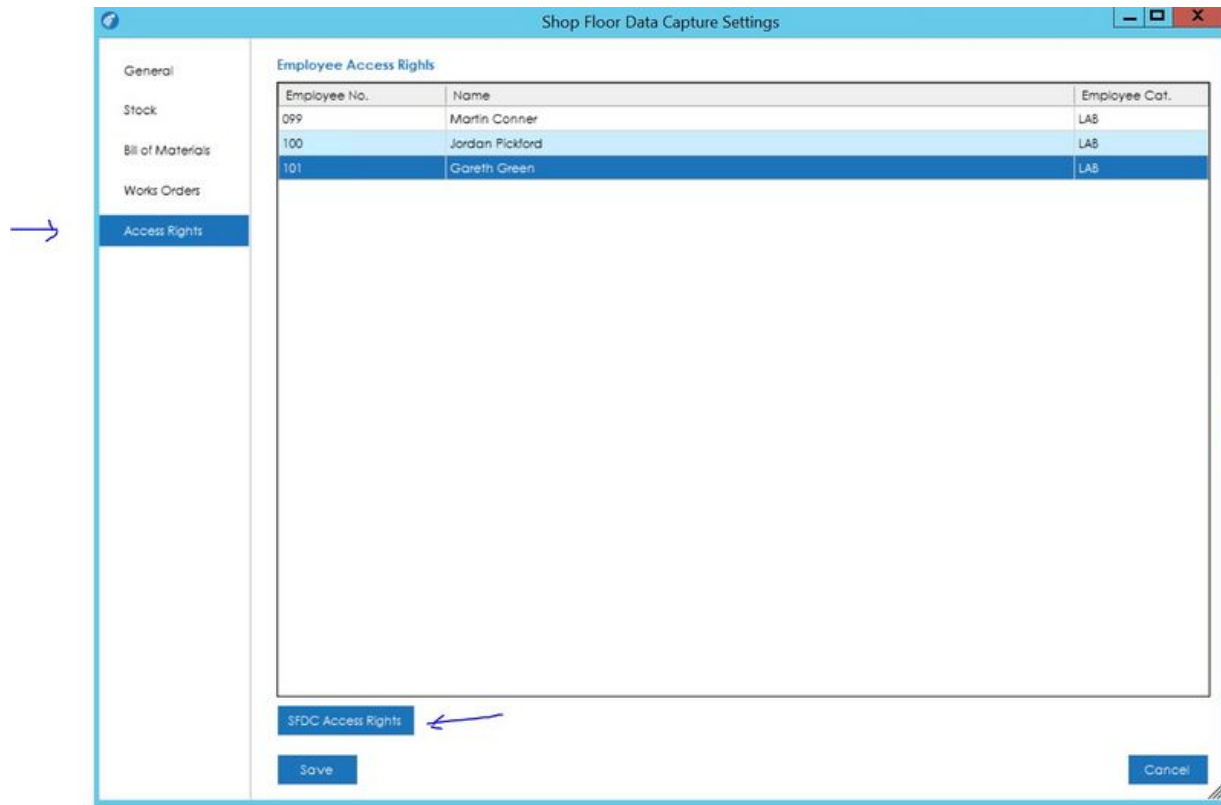 Shop Floor Data Capture Settings
General
Stock
Bill of Materials
Works Orders
Access Rights
Employee Access Rights
Employee No. Name Employee Cat.
099 Martin Conner LAB
100 Jordan Pickford LAB
101 Gareth Green LAB
SFDC Access Rights
Save Cancel